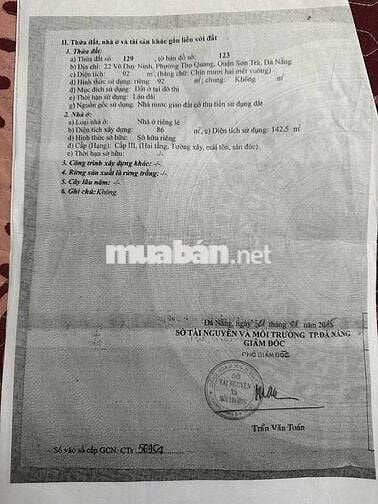 II. Thửa đất, nhà ở và tài sản khác gắn liền với đất
1. Thửa đất:
a) Thửa đất số: 129 , tờ bản đồ số: 123
b) Địa chỉ: 22 Võ Duy Ninh, Phường Thọ Quang, Quận Sơn Trà, Đà Nẵng
c) Diện tích: 92 m², (bằng chữ: Chín mươi hai mét vuông)
d) Hình thức sử dụng: riêng: 92 m², chung: Không m²
đ) Mục đích sử dụng: Đất ở tại đô thị
e) Thời hạn sử dụng: Lâu dài
g) Nguồn gốc sử dụng: Nhà nước giao đất có thu tiền sử dụng đất
2. Nhà ở:
a) Loại nhà ở: Nhà ở riêng lẻ
b) Diện tích xây dựng: 86 m², c) Diện tích sử dụng: 142,5 m²
d) Hình thức sở hữu: Sở hữu riêng
đ) Cấp (Hạng): Cấp III, (Hai tầng, Tường xây, mái tôn, sàn đúc)
e) Thời hạn sở hữu: -/-
3. Công trình xây dựng khác: -/-
4. Rừng sản xuất là rừng trồng: -/-
5. Cây lâu năm: -/-
6. Ghi chú: Không.
muabán.net
Đà Nẵng, ngày tháng năm 2015
SỞ TÀI NGUYÊN VÀ MÔI TRƯỜNG TP.ĐÀ NẴNG
GIÁM ĐỐC
PHÓ GIÁM ĐỐC
SỞ
TÀI NGUYÊN
VÀ
MÔI TRƯỜNG
Trần Văn Tuấn
Số vào sổ cấp GCN: CTs